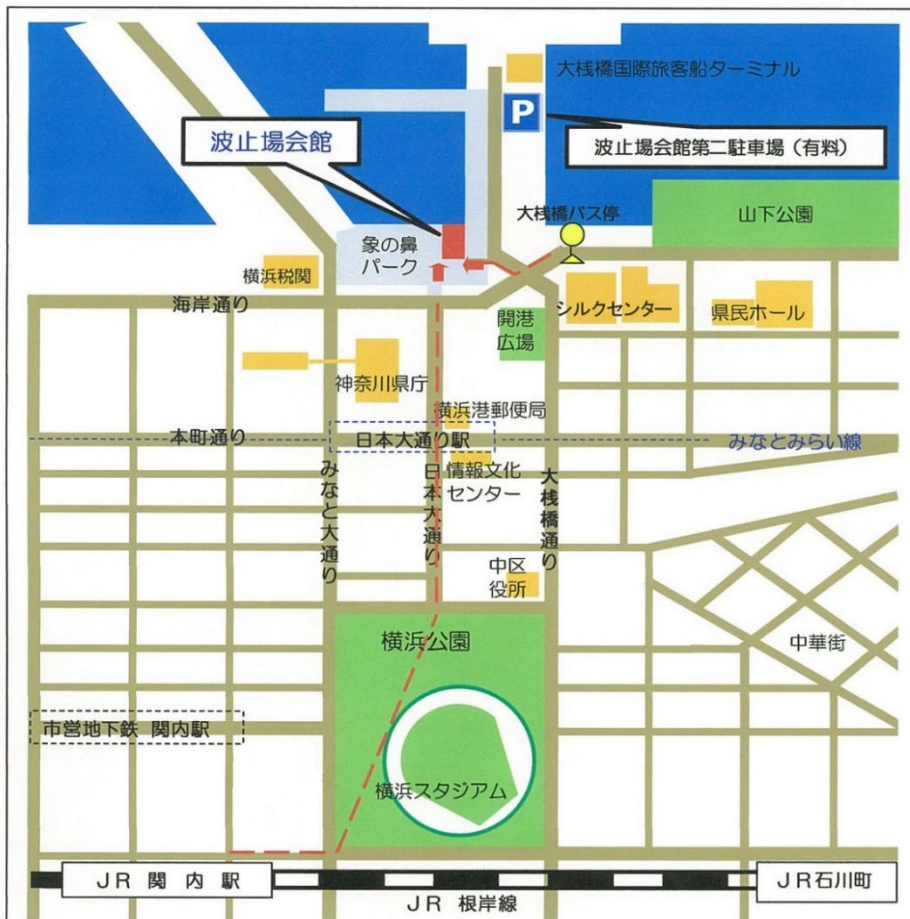 大桟橋国際旅客船ターミナル
P
波止場会館
波止場会館第二駐車場（有料）
大桟橋バス停
山下公園
象の鼻
パーク
横浜税関
海岸通り
シルクセンター
県民ホール
開港
広場
神奈川県庁
横浜港郵便局
本町通り
日本大通り駅
みなとみらい線
みなと大通り
日本大通り
情報文化
センター
大桟橋通り
中区
役所
横浜公園
中華街
市営地下鉄 関内駅
横浜スタジアム
JR 関 内 駅
JR石川町
JR 根岸線